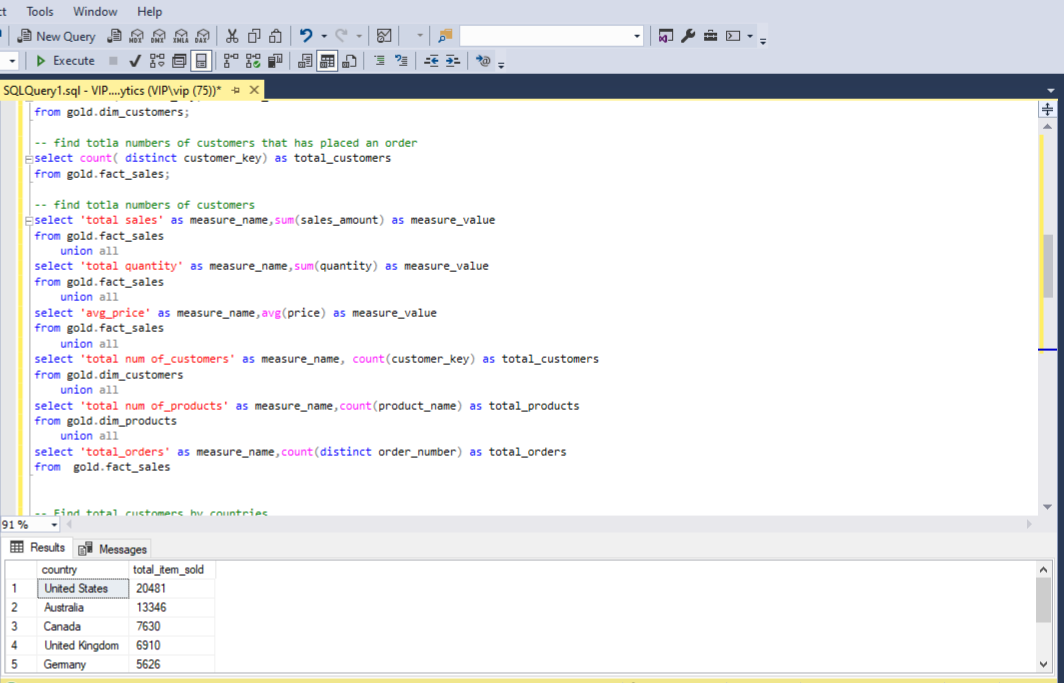 ct Tools Window Help
New Query MDX DMX XMLA DAX
Execute
SQLQuery1.sql - VIP....ytics (VIP\vip (75))*
from gold.dim_customers;
-- find totla numbers of customers that has placed an order
select count( distinct customer_key) as total_customers
from gold.fact_sales;
-- find totla numbers of customers
select 'total sales' as measure_name,sum(sales_amount) as measure_value
from gold.fact_sales
union all
select 'total quantity' as measure_name,sum(quantity) as measure_value
from gold.fact_sales
union all
select 'avg_price' as measure_name,avg(price) as measure_value
from gold.fact_sales
union all
select 'total num of_customers' as measure_name, count(customer_key) as total_customers
from gold.dim_customers
union all
select 'total num of_products' as measure_name,count(product_name) as total_products
from gold.dim_products
union all
select 'total_orders' as measure_name,count(distinct order_number) as total_orders
from  gold.fact_sales
-- Find total customers by countries
91 %
Results Messages
country total_item_sold
1 United States 20481
2 Australia 13346
3 Canada 7630
4 United Kingdom 6910
5 Germany 5626